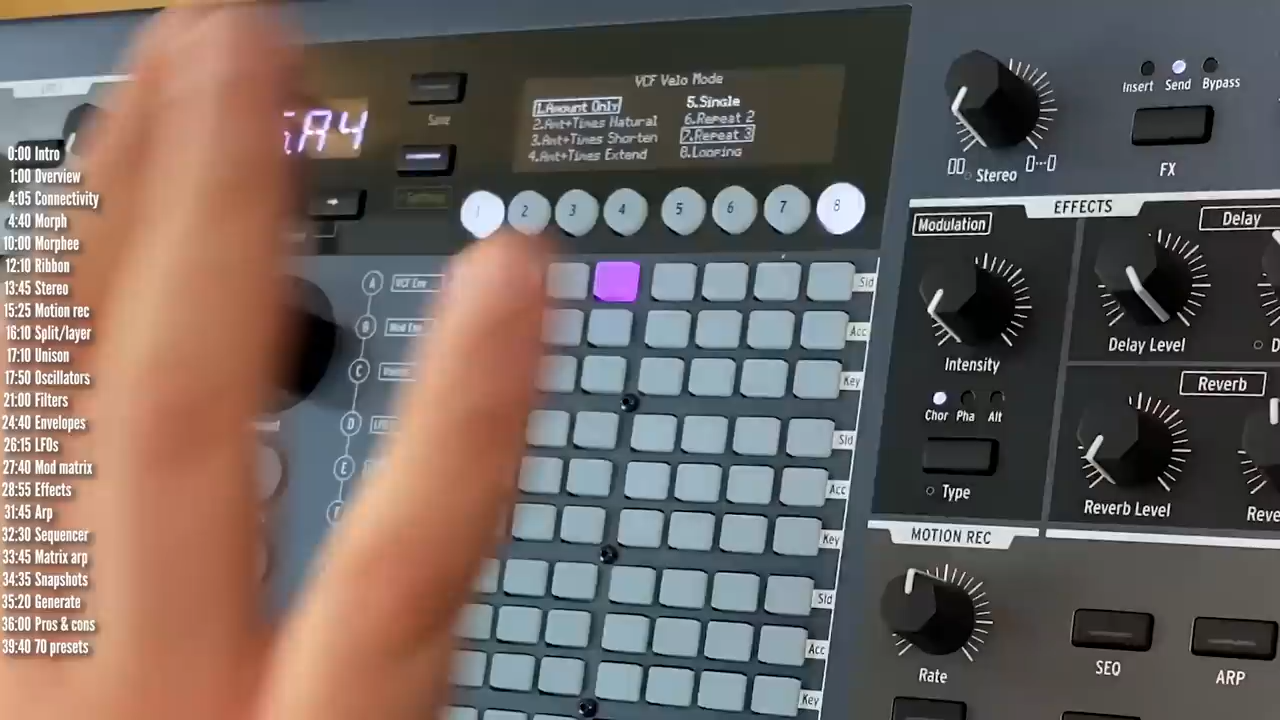 0:00 Intro
1:00 Overview
4:05 Connectivity
4:40 Morph
10:00 Morphee
12:10 Ribbon
13:45 Stereo
15:25 Motion rec
16:10 Split/layer
17:10 Unison
17:50 Oscillators
21:00 Filters
24:40 Envelopes
26:15 LFOs
27:40 Mod matrix
28:55 Effects
31:45 Arp
32:30 Sequencer
33:45 Matrix arp
34:35 Snapshots
35:20 Generate
36:00 Pros & cons
39:40 70 presets
Save
VCF Velo Mode
1.Amount Only
2.Amt+Times Natural
3.Amt+Times Shorten
4.Amt+Times Extend
5.Single
6.Repeat 2
7.Repeat 3
8.Looping
1 2 3 4 5 6 7 8
A VCF Env
B Mod Env
C
D
E
Sld
Acc
Key
Sld
Acc
Key
Sld
Acc
Key
Stereo
Insert Send Bypass
FX
EFFECTS
Modulation
Intensity
Chor Pha Alt
Type
Delay
Delay Level
Reverb
Reverb Level
MOTION REC
Rate
SEQ
ARP